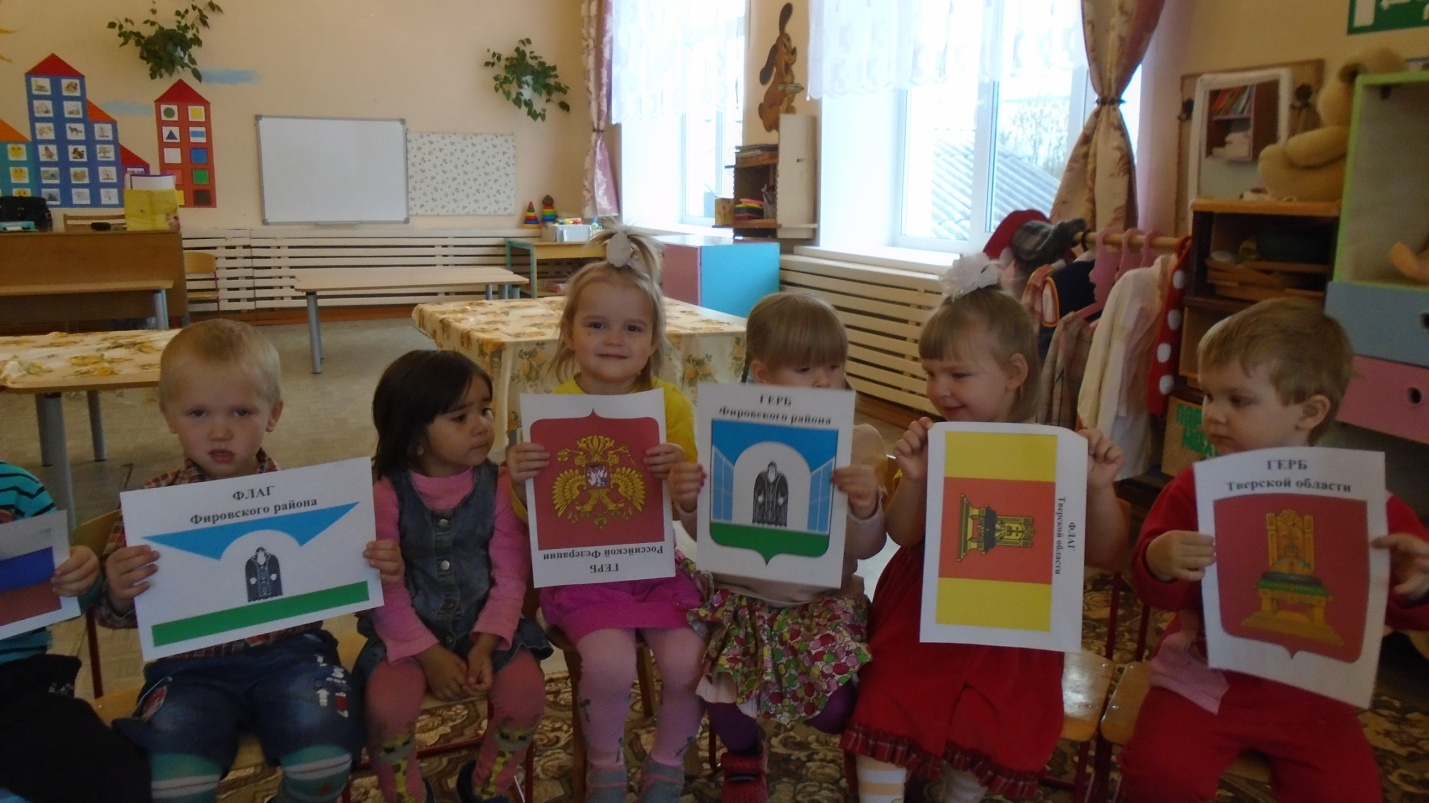 ФЛАГ
Фировского района
ГЕРБ
Российской Федерации
ГЕРБ
Фировского района
ФЛАГ
Тверской области
ГЕРБ
Тверской области